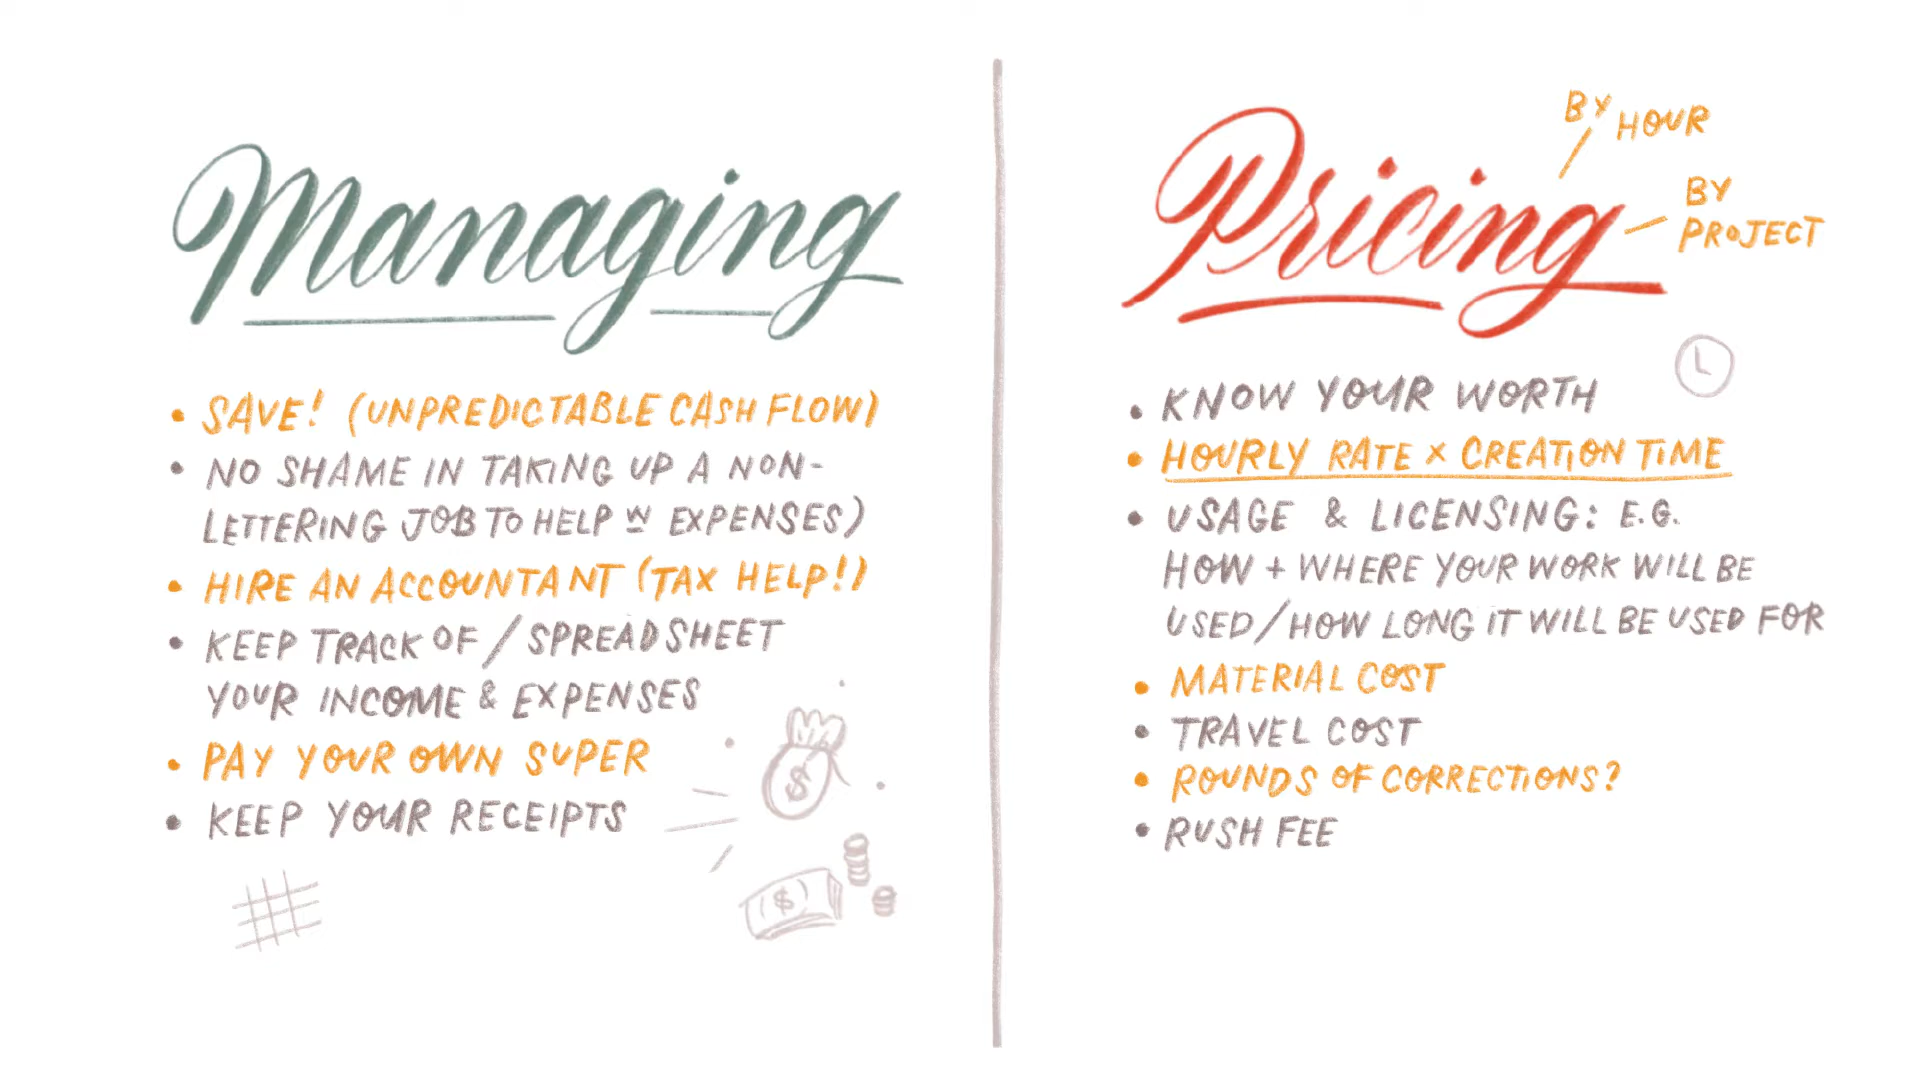 Managing
• SAVE! (UNPREDICTABLE CASH FLOW)
• NO SHAME IN TAKING UP A NON-
LETTERING JOB TO HELP W EXPENSES)
• HIRE AN ACCOUNTANT (TAX HELP!)
• KEEP TRACK OF / SPREADSHEET
YOUR INCOME & EXPENSES
• PAY YOUR OWN SUPER
• KEEP YOUR RECEIPTS
$
$
Pricing
BY HOUR
BY
PROJECT
• KNOW YOUR WORTH
• HOURLY RATE × CREATION TIME
• USAGE & LICENSING: E.G.
HOW + WHERE YOUR WORK WILL BE
USED/HOW LONG IT WILL BE USED FOR
• MATERIAL COST
• TRAVEL COST
• ROUNDS OF CORRECTIONS?
• RUSH FEE